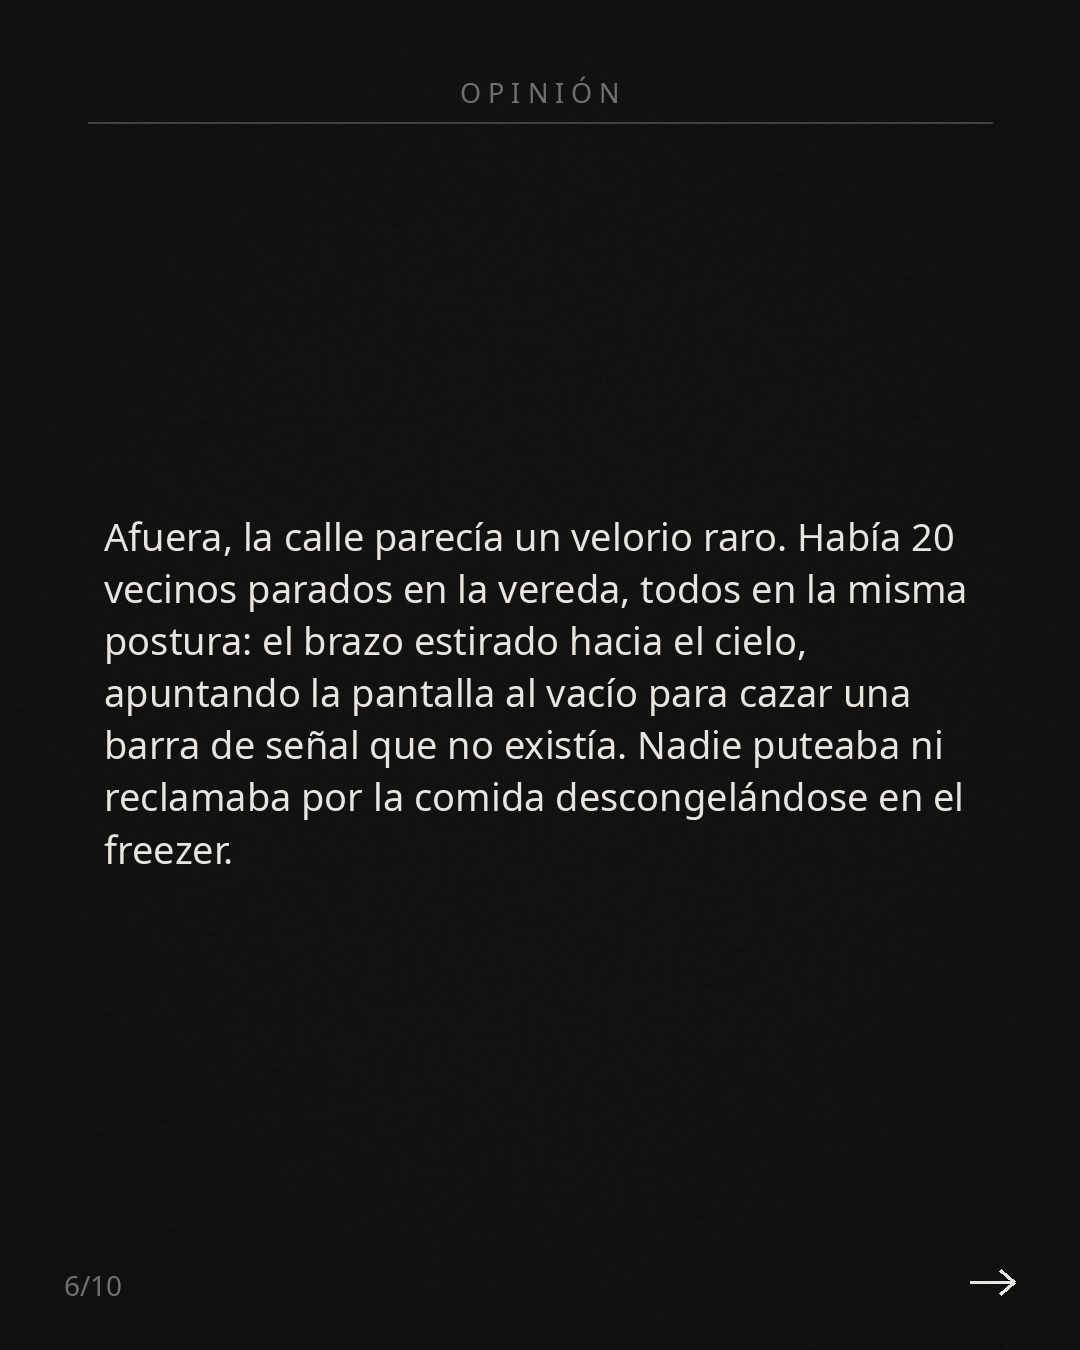 OPINIÓN
Afuera, la calle parecía un velorio raro. Había 20
vecinos parados en la vereda, todos en la misma
postura: el brazo estirado hacia el cielo,
apuntando la pantalla al vacío para cazar una
barra de señal que no existía. Nadie puteaba ni
reclamaba por la comida descongelándose en el
freezer.
6/10